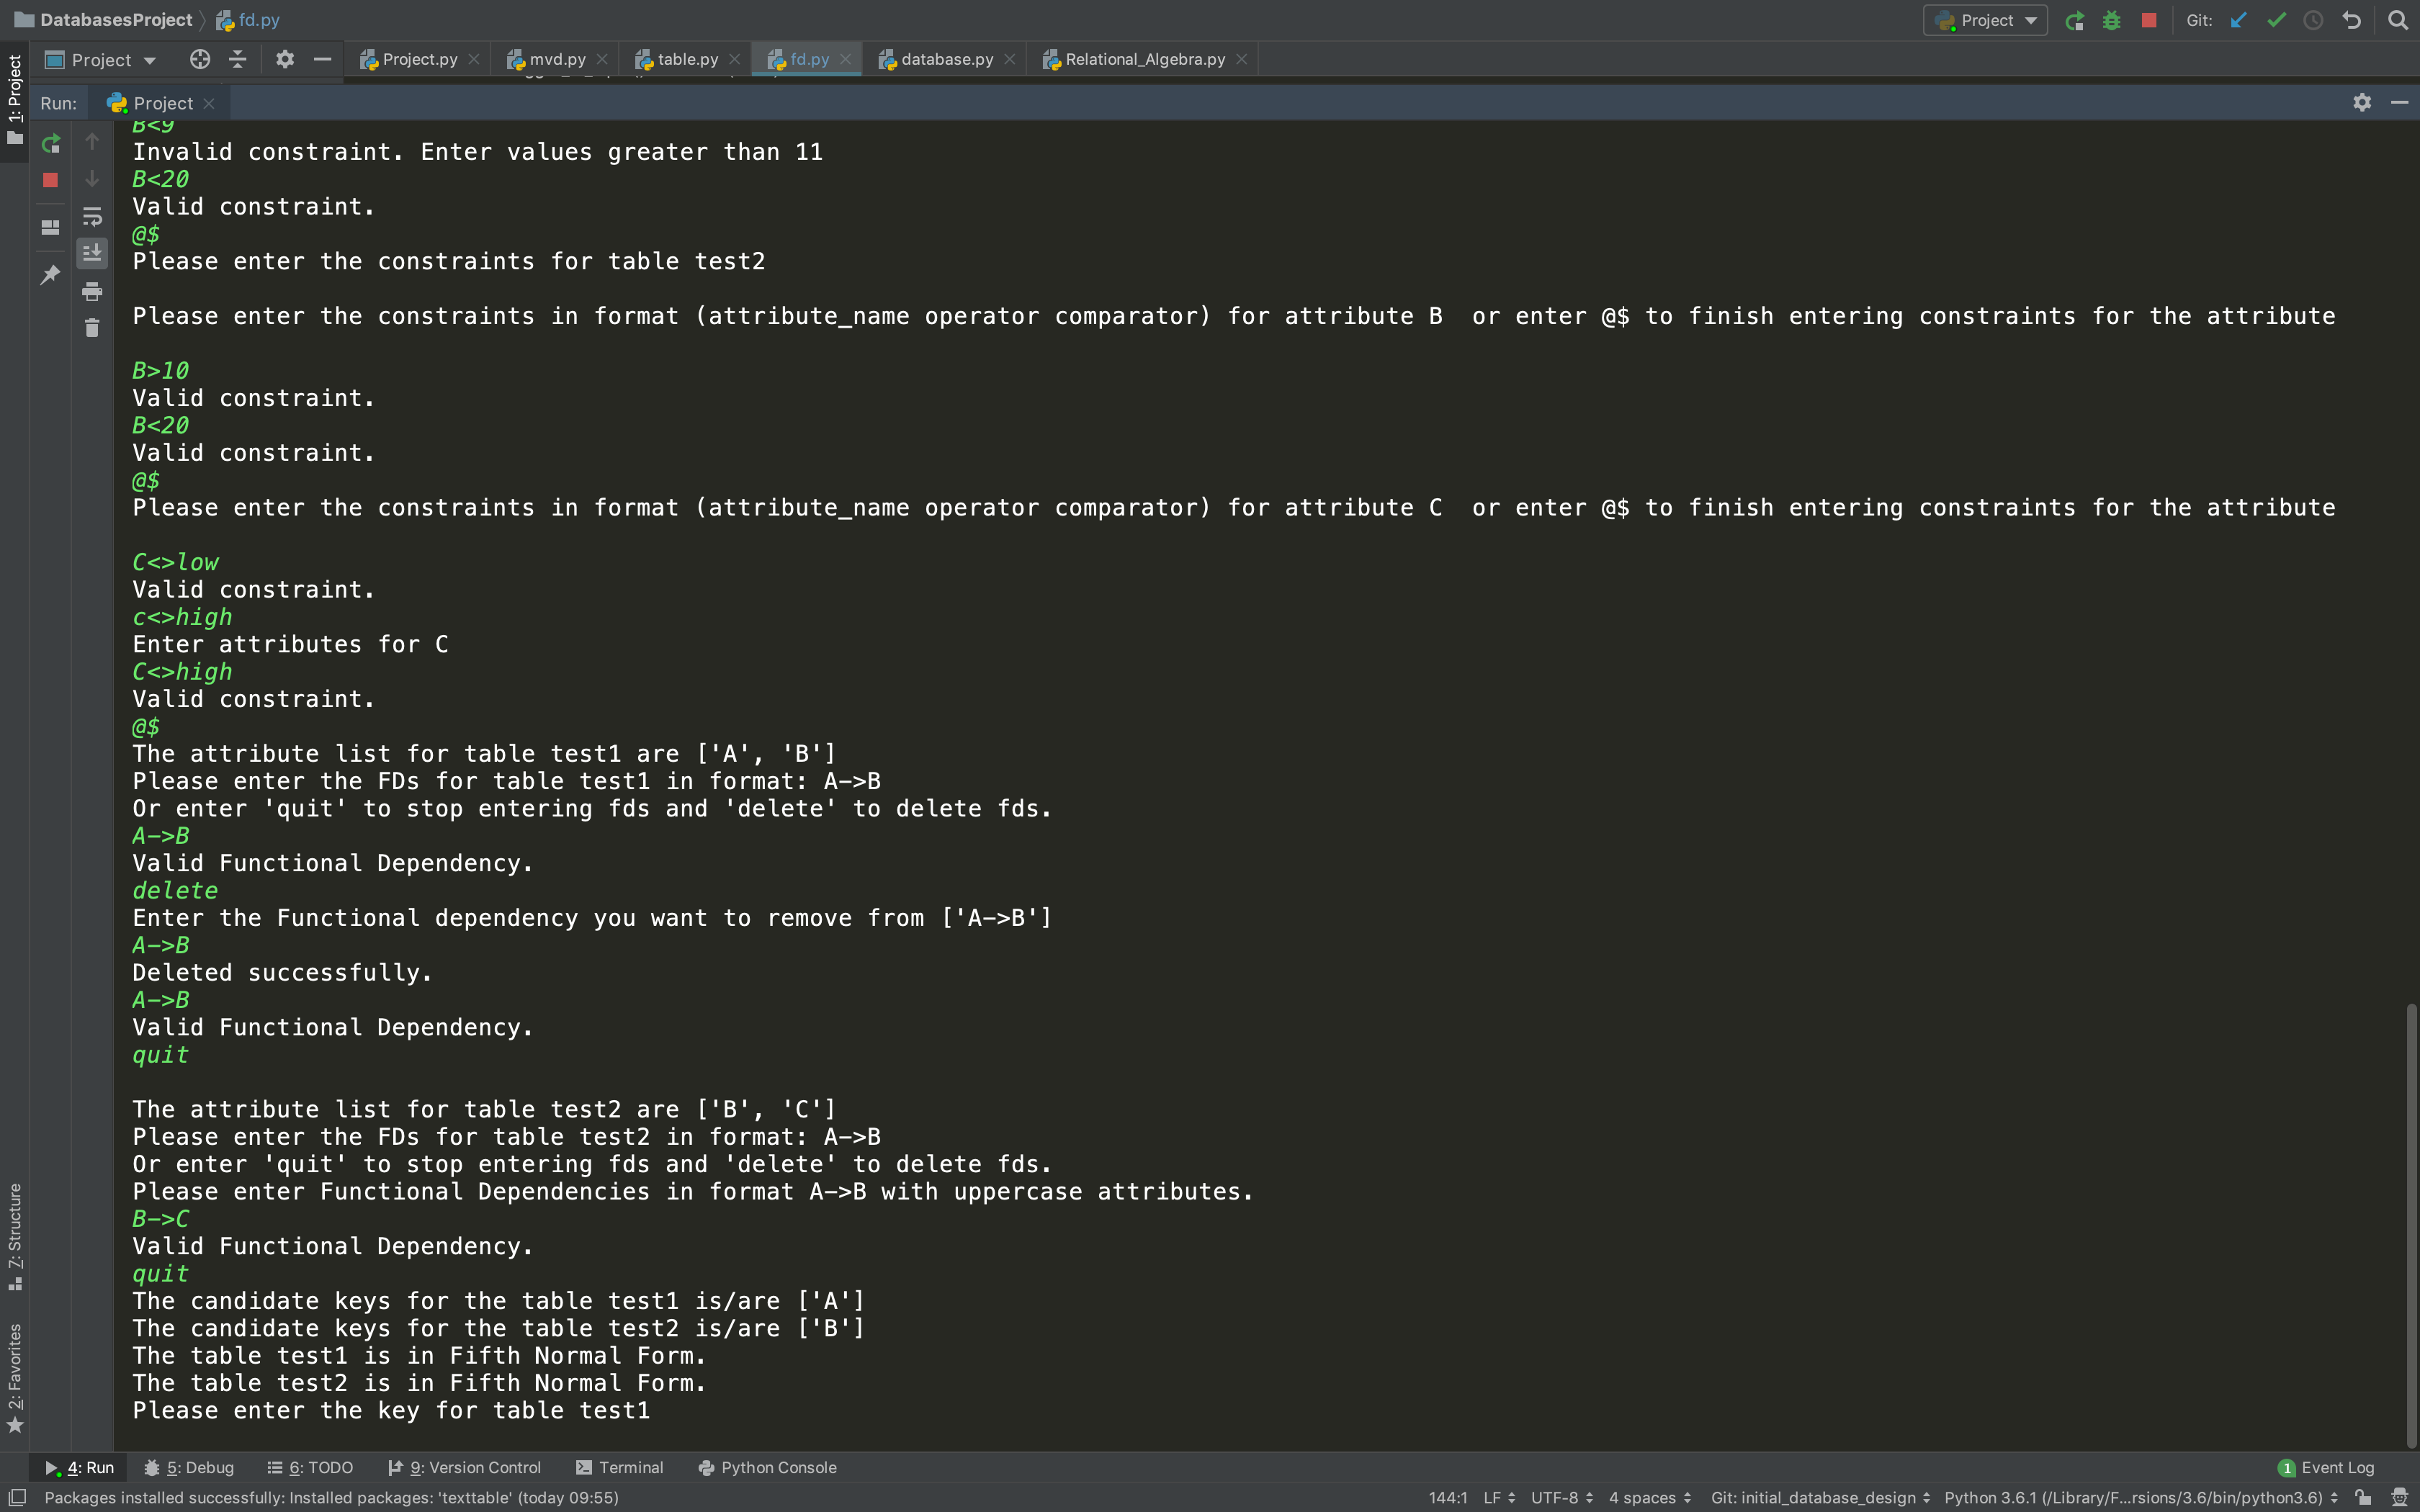 DatabasesProject fd.py Project Git:
1: Project Project Project.py mvd.py table.py fd.py database.py Relational_Algebra.py
Run: Project
B<9
Invalid constraint. Enter values greater than 11
B<20
Valid constraint.
@$
Please enter the constraints for table test2
Please enter the constraints in format (attribute_name operator comparator) for attribute B  or enter @$ to finish entering constraints for the attribute
B>10
Valid constraint.
B<20
Valid constraint.
@$
Please enter the constraints in format (attribute_name operator comparator) for attribute C  or enter @$ to finish entering constraints for the attribute
C<>low
Valid constraint.
c<>high
Enter attributes for C
C<>high
Valid constraint.
@$
The attribute list for table test1 are ['A', 'B']
Please enter the FDs for table test1 in format: A->B
Or enter 'quit' to stop entering fds and 'delete' to delete fds.
A->B
Valid Functional Dependency.
delete
Enter the Functional dependency you want to remove from ['A->B']
A->B
Deleted successfully.
A->B
Valid Functional Dependency.
quit
The attribute list for table test2 are ['B', 'C']
Please enter the FDs for table test2 in format: A->B
Or enter 'quit' to stop entering fds and 'delete' to delete fds.
Please enter Functional Dependencies in format A->B with uppercase attributes.
B->C
Valid Functional Dependency.
quit
The candidate keys for the table test1 is/are ['A']
The candidate keys for the table test2 is/are ['B']
The table test1 is in Fifth Normal Form.
The table test2 is in Fifth Normal Form.
Please enter the key for table test1
7: Structure
2: Favorites
4: Run 5: Debug 6: TODO 9: Version Control Terminal Python Console 1 Event Log
Packages installed successfully: Installed packages: 'texttable' (today 09:55) 144:1 LF UTF-8 4 spaces Git: initial_database_design Python 3.6.1 (/Library/F...rsions/3.6/bin/python3.6)